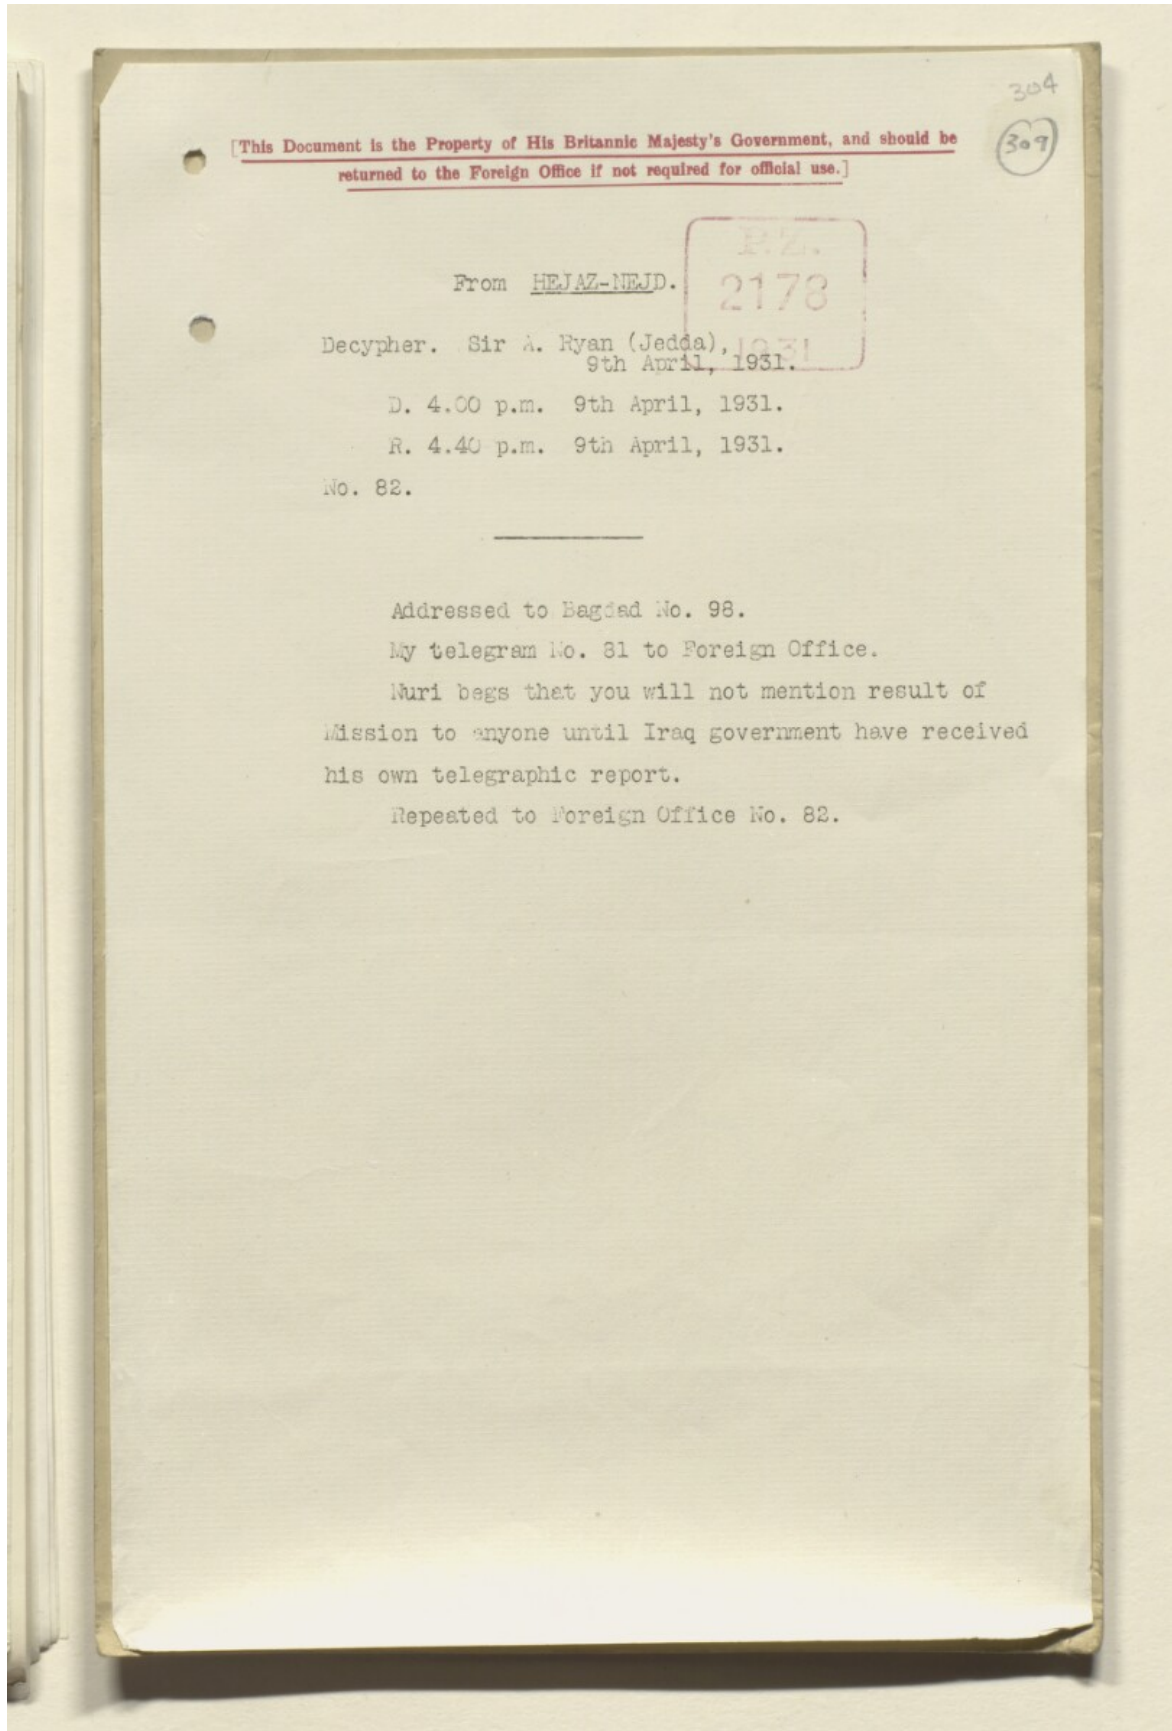 304
309
[This Document is the Property of His Britannic Majesty's Government, and should be
returned to the Foreign Office if not required for official use.]
P.Z.
2178
1931
From HEJAZ-NEJD.
Decypher. Sir A. Ryan (Jedda),
9th April, 1931.
D. 4.00 p.m. 9th April, 1931.
R. 4.40 p.m. 9th April, 1931.
No. 82.
Addressed to Bagdad No. 98.
My telegram No. 81 to Foreign Office.
Nuri begs that you will not mention result of
Mission to anyone until Iraq government have received
his own telegraphic report.
Repeated to Foreign Office No. 82.